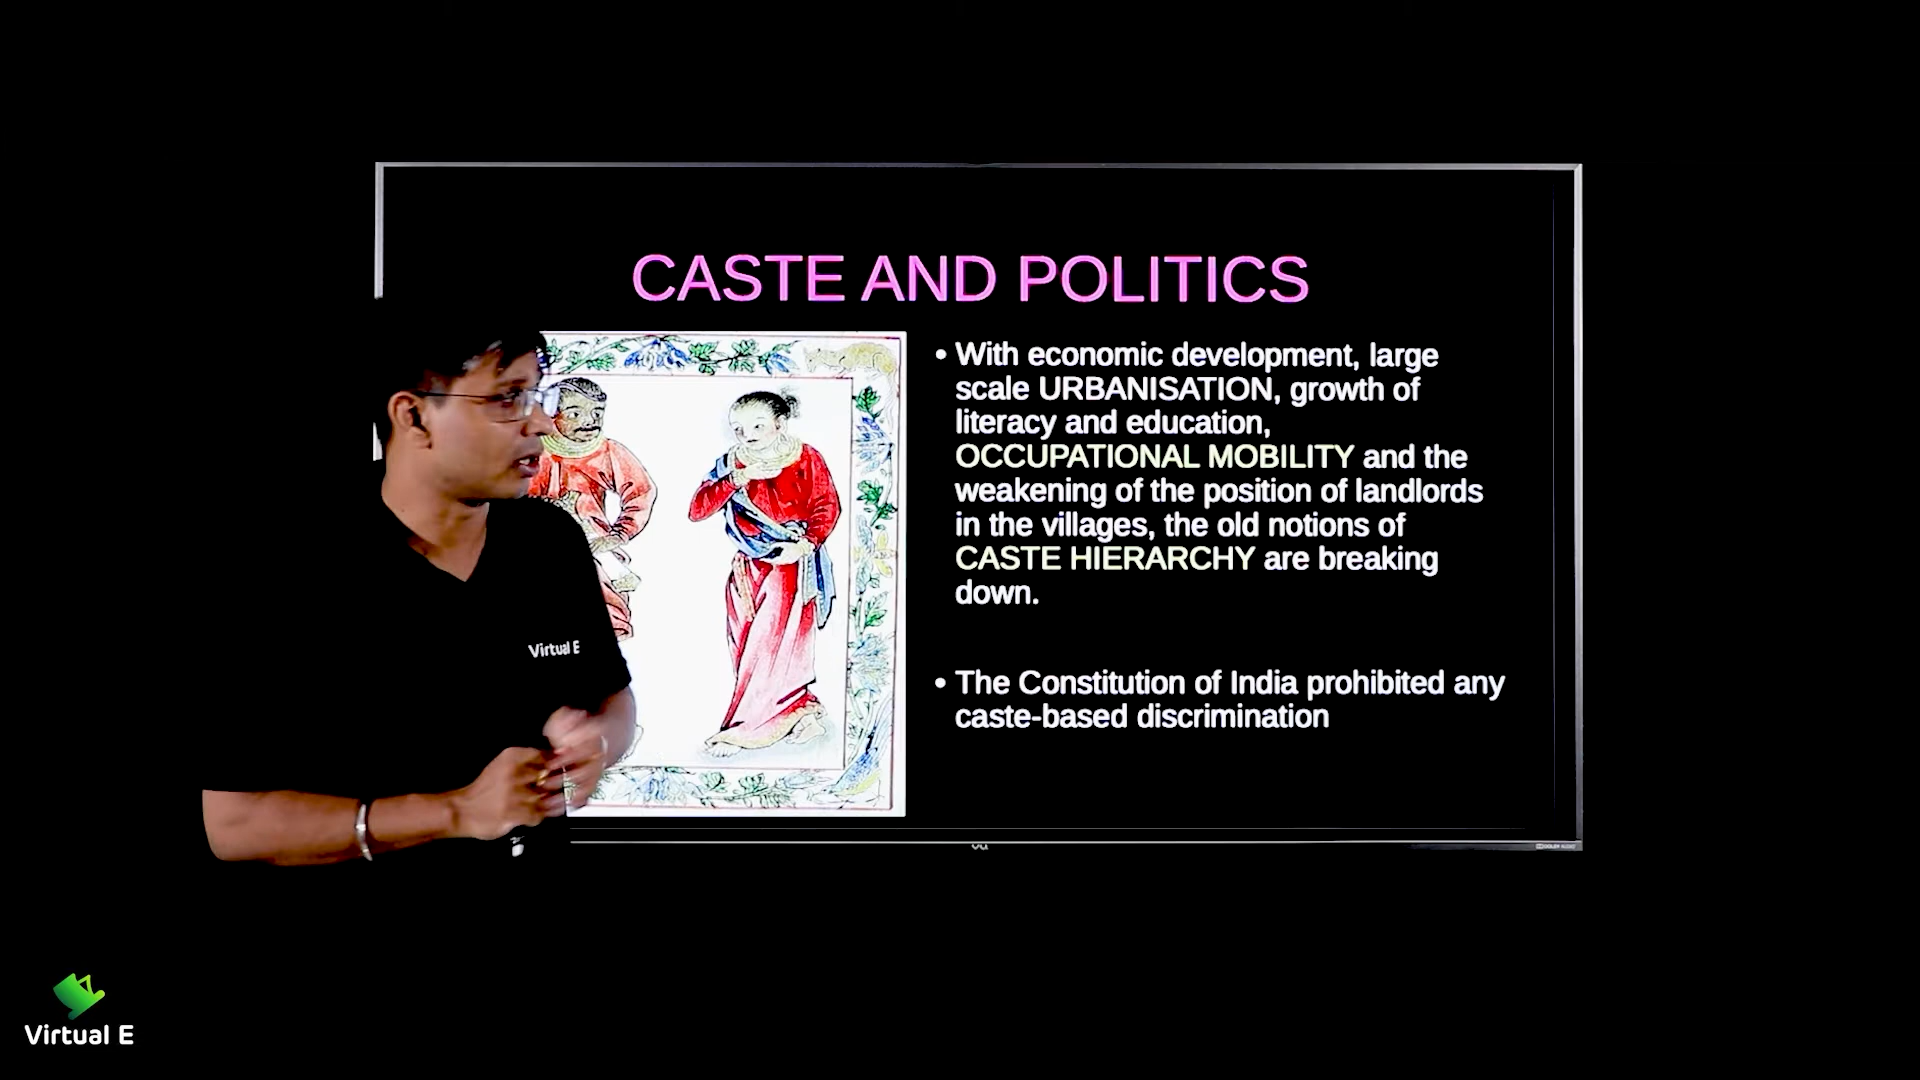 CASTE AND POLITICS
• With economic development, large
scale URBANISATION, growth of
literacy and education,
OCCUPATIONAL MOBILITY and the
weakening of the position of landlords
in the villages, the old notions of
CASTE HIERARCHY are breaking
down.
• The Constitution of India prohibited any
caste-based discrimination
Virtual E
Virtual E